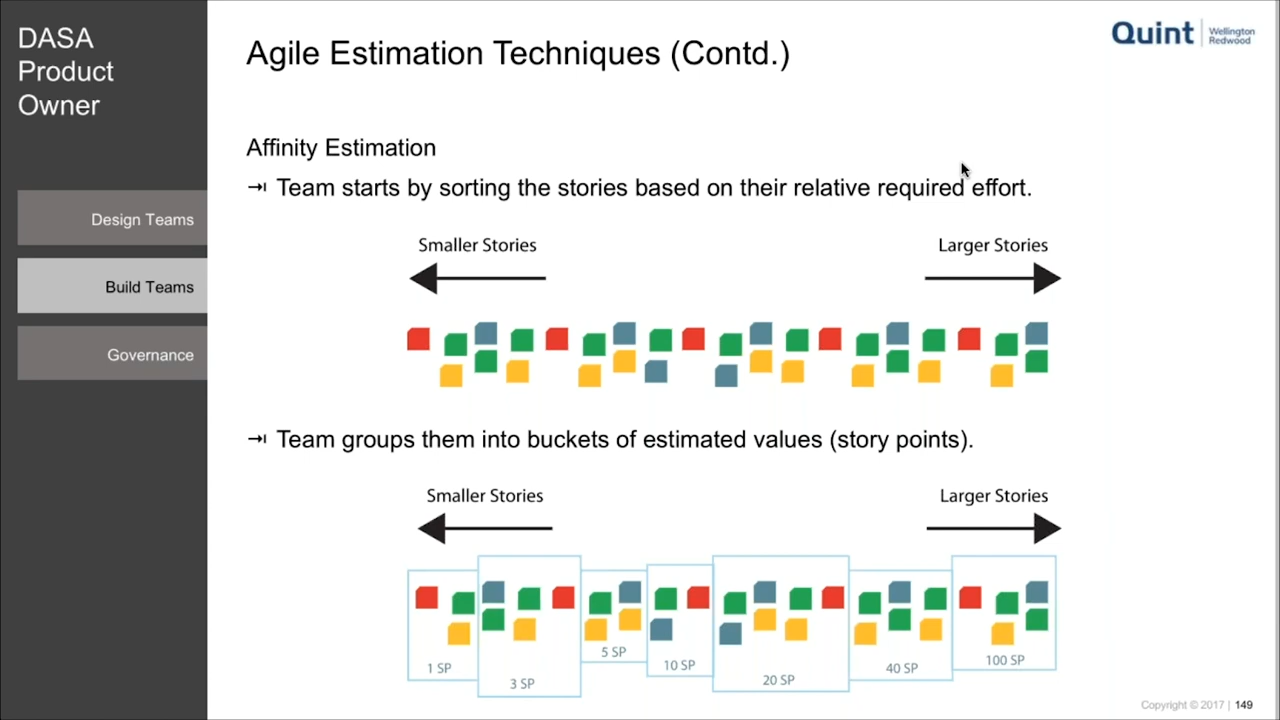 DASA
Product
Owner
Design Teams
Build Teams
Governance
Agile Estimation Techniques (Contd.)
Quint Wellington
Redwood
Affinity Estimation
Team starts by sorting the stories based on their relative required effort.
Smaller Stories Larger Stories
Team groups them into buckets of estimated values (story points).
Smaller Stories Larger Stories
1 SP 3 SP 5 SP 10 SP 20 SP 40 SP 100 SP
Copyright © 2017 | 149